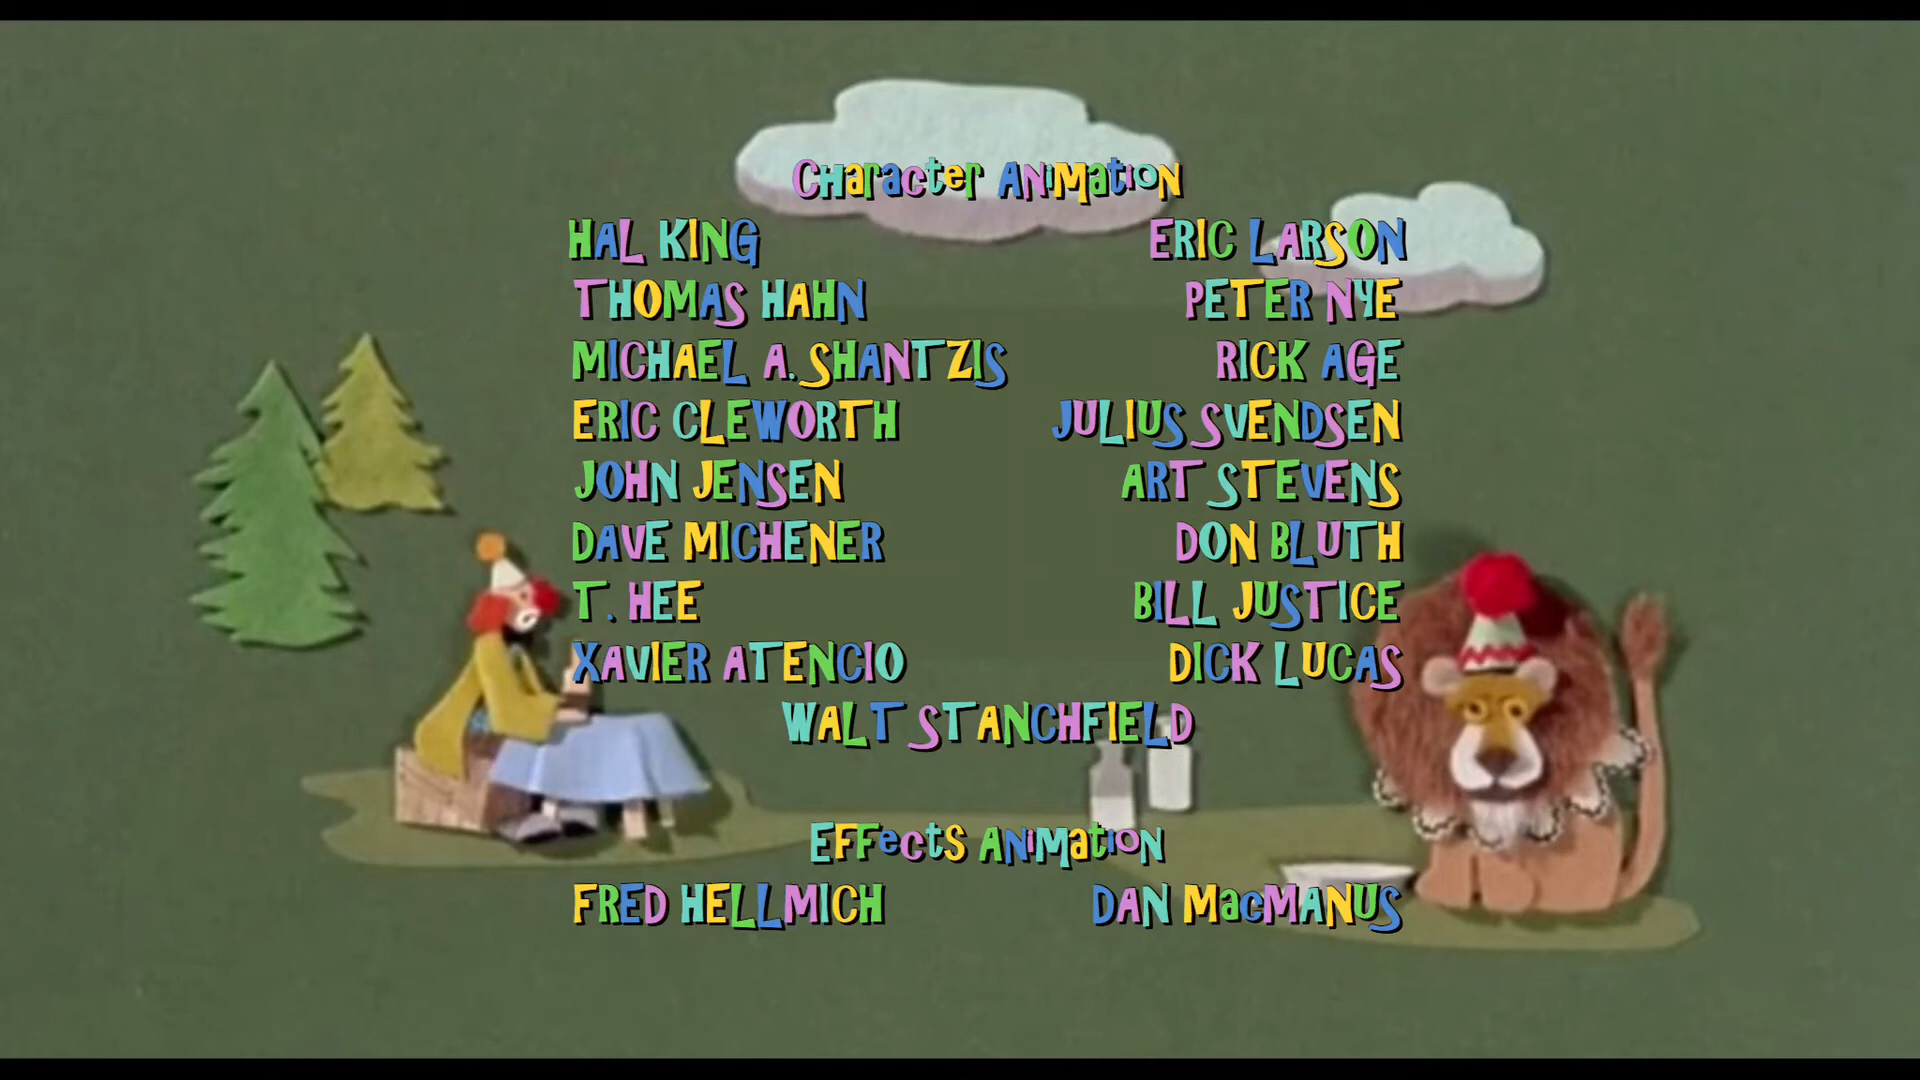 Character Animation
HAL KING ERIC LARSON
THOMAS HAHN PETER NYE
MICHAEL A. SHANTZIS RICK AGE
ERIC CLEWORTH JULIUS SVENDSEN
JOHN JENSEN ART STEVENS
DAVE MICHENER DON BLUTH
T. HEE BILL JUSTICE
XAVIER ATENCIO DICK LUCAS
WALT STANCHFIELD
Effects Animation
FRED HELLMICH DAN MacMANUS